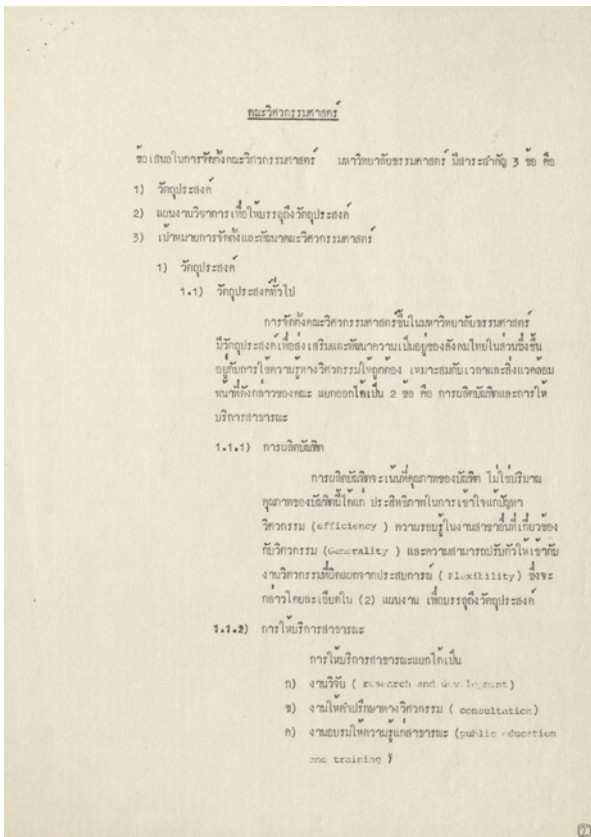 คณะวิศวกรรมศาสตร์
ข้อเสนอในการจัดตั้งคณะวิศวกรรมศาสตร์ มหาวิทยาลัยธรรมศาสตร์ มีสาระสำคัญ 3 ข้อ คือ
1) วัตถุประสงค์
2) แผนงานวิชาการเพื่อให้บรรลุถึงวัตถุประสงค์
3) เป้าหมายการจัดตั้งและพัฒนาคณะวิศวกรรมศาสตร์
1) วัตถุประสงค์
1.1) วัตถุประสงค์ทั่วไป
การจัดตั้งคณะวิศวกรรมศาสตร์ขึ้นในมหาวิทยาลัยธรรมศาสตร์
มีวัตถุประสงค์เพื่อส่งเสริมและพัฒนาความเป็นอยู่ของสังคมไทยในส่วนซึ่งขึ้น
อยู่กับการใช้ความรู้ทางวิศวกรรมให้ถูกต้อง เหมาะสมกับเวลาและสิ่งแวดล้อม
หน้าที่ดังกล่าวของคณะ แยกออกได้เป็น 2 ข้อ คือ การผลิตบัณฑิตและการให้
บริการสาธารณะ
1.1.1) การผลิตบัณฑิต
การผลิตบัณฑิตจะเน้นที่คุณภาพของบัณฑิต ไม่ใช่ปริมาณ
คุณภาพของบัณฑิตนี้ได้แก่ ประสิทธิภาพในการเข้าใจแก้ปัญหา
วิศวกรรม (efficiency ) ความรอบรู้ในงานสาขาอื่นที่เกี่ยวข้อง
กับวิศวกรรม (Generality ) และความสามารถปรับตัวให้เข้ากับ
งานวิศวกรรมที่ผิดแยกจากประสบการณ์ ( Flexibility) ซึ่งจะ
กล่าวโดยละเอียดใน (2) แผนงาน เพื่อบรรลุถึงวัตถุประสงค์
1.1.2) การให้บริการสาธารณะ
การให้บริการสาธารณะแยกได้เป็น
ก) งานวิจัย ( research and development)
ข) งานให้คำปรึกษาทางวิศวกรรม ( consultation)
ค) งานอบรมให้ความรู้แก่สาธารณะ (public education
and training )